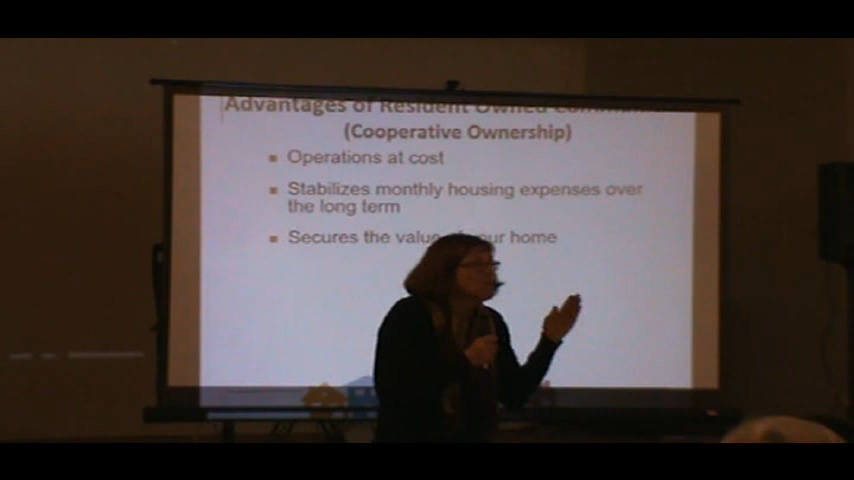 Advantages of Resident Owned
(Cooperative Ownership)
Operations at cost
Stabilizes monthly housing expenses over
the long term
Secures the value your home